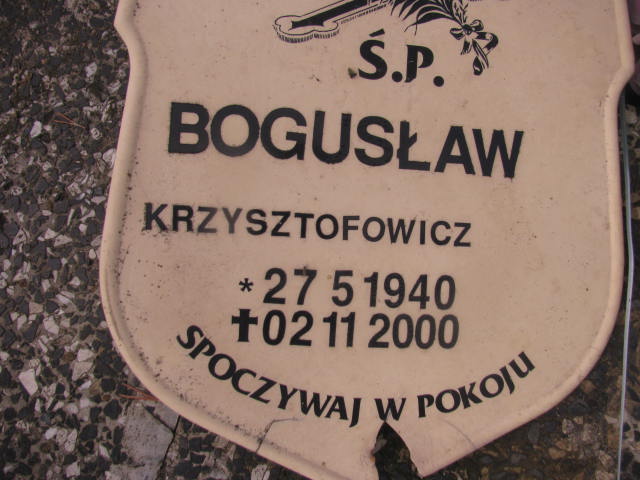 Ś.P.
BOGUSŁAW
KRZYSZTOFOWICZ
* 27 5 1940
✝ 02 11 2000
SPOCZYWAJ W POKOJU